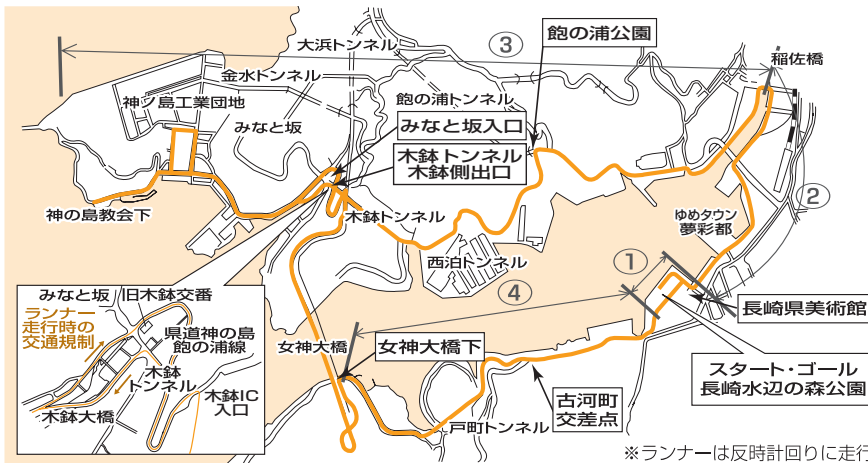 大浜トンネル
③
飽の浦公園
稲佐橋
金水トンネル
神ノ島工業団地
飽の浦トンネル
みなと坂
みなと坂入口
木鉢トンネル
木鉢側出口
②
神の島教会下
木鉢トンネル
ゆめタウン
夢彩都
西泊トンネル
①
④
長崎県美術館
みなと坂
旧木鉢交番
ランナー
走行時の
交通規制
県道神の島
飽の浦線
木鉢
トンネル
木鉢IC
入口
木鉢大橋
女神大橋
女神大橋下
スタート・ゴール
長崎水辺の森公園
古河町
交差点
戸町トンネル
※ランナーは反時計回りに走行